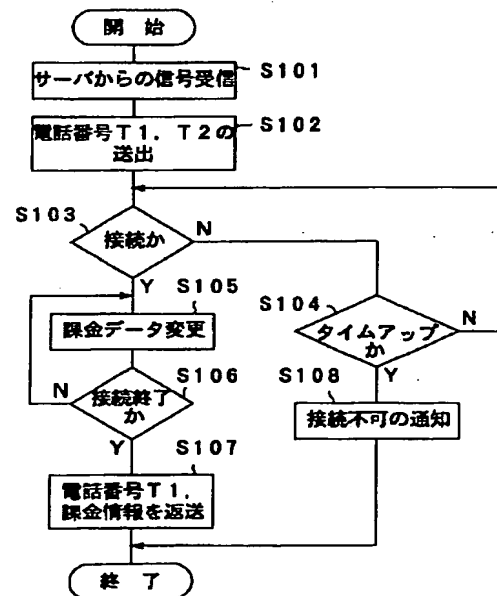 開 始
サーバからの信号受信
S101
電話番号T1．T2の
送出
S102
S103
接続か
N
Y
S105
課金データ変更
S104
タイムアップ
か
N
Y
S106
接続終了
か
N
Y
S108
接続不可の通知
S107
電話番号T1．
課金情報を返送
終 了